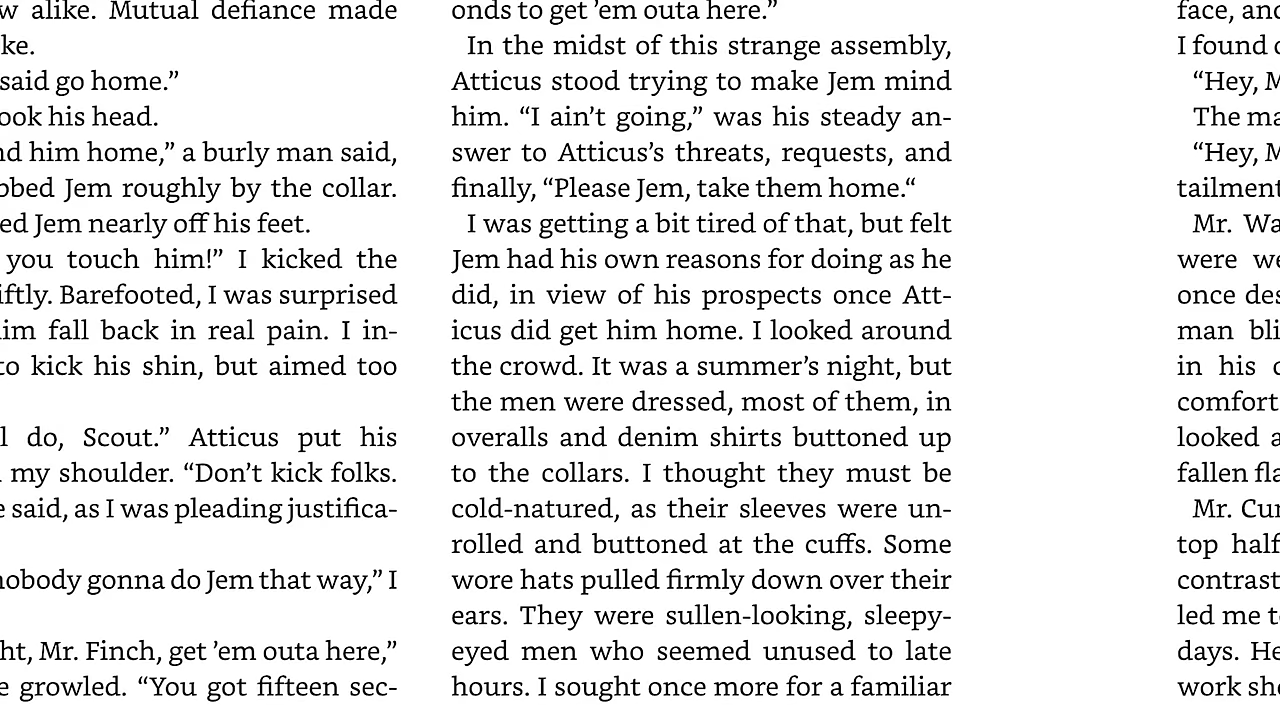 w alike. Mutual defiance made
ke.
said go home.”
ook his head.
nd him home,” a burly man said,
bbed Jem roughly by the collar.
ed Jem nearly off his feet.
you touch him!” I kicked the
iftly. Barefooted, I was surprised
im fall back in real pain. I in-
to kick his shin, but aimed too
l do, Scout.” Atticus put his
my shoulder. “Don’t kick folks.
e said, as I was pleading justifica-
nobody gonna do Jem that way,” I
ht, Mr. Finch, get ’em outa here,”
e growled. “You got fifteen sec-
onds to get ’em outa here.”
In the midst of this strange assembly,
Atticus stood trying to make Jem mind
him. “I ain’t going,” was his steady an-
swer to Atticus’s threats, requests, and
finally, “Please Jem, take them home.“
I was getting a bit tired of that, but felt
Jem had his own reasons for doing as he
did, in view of his prospects once Att-
icus did get him home. I looked around
the crowd. It was a summer’s night, but
the men were dressed, most of them, in
overalls and denim shirts buttoned up
to the collars. I thought they must be
cold-natured, as their sleeves were un-
rolled and buttoned at the cuffs. Some
wore hats pulled firmly down over their
ears. They were sullen-looking, sleepy-
eyed men who seemed unused to late
hours. I sought once more for a familiar
face, and
I found
“Hey, M
The ma
“Hey, M
tailment
Mr. Wa
were we
once des
man bli
in his
comfort
looked a
fallen fla
Mr. Cun
top half
contrast
led me t
days. He
work sh